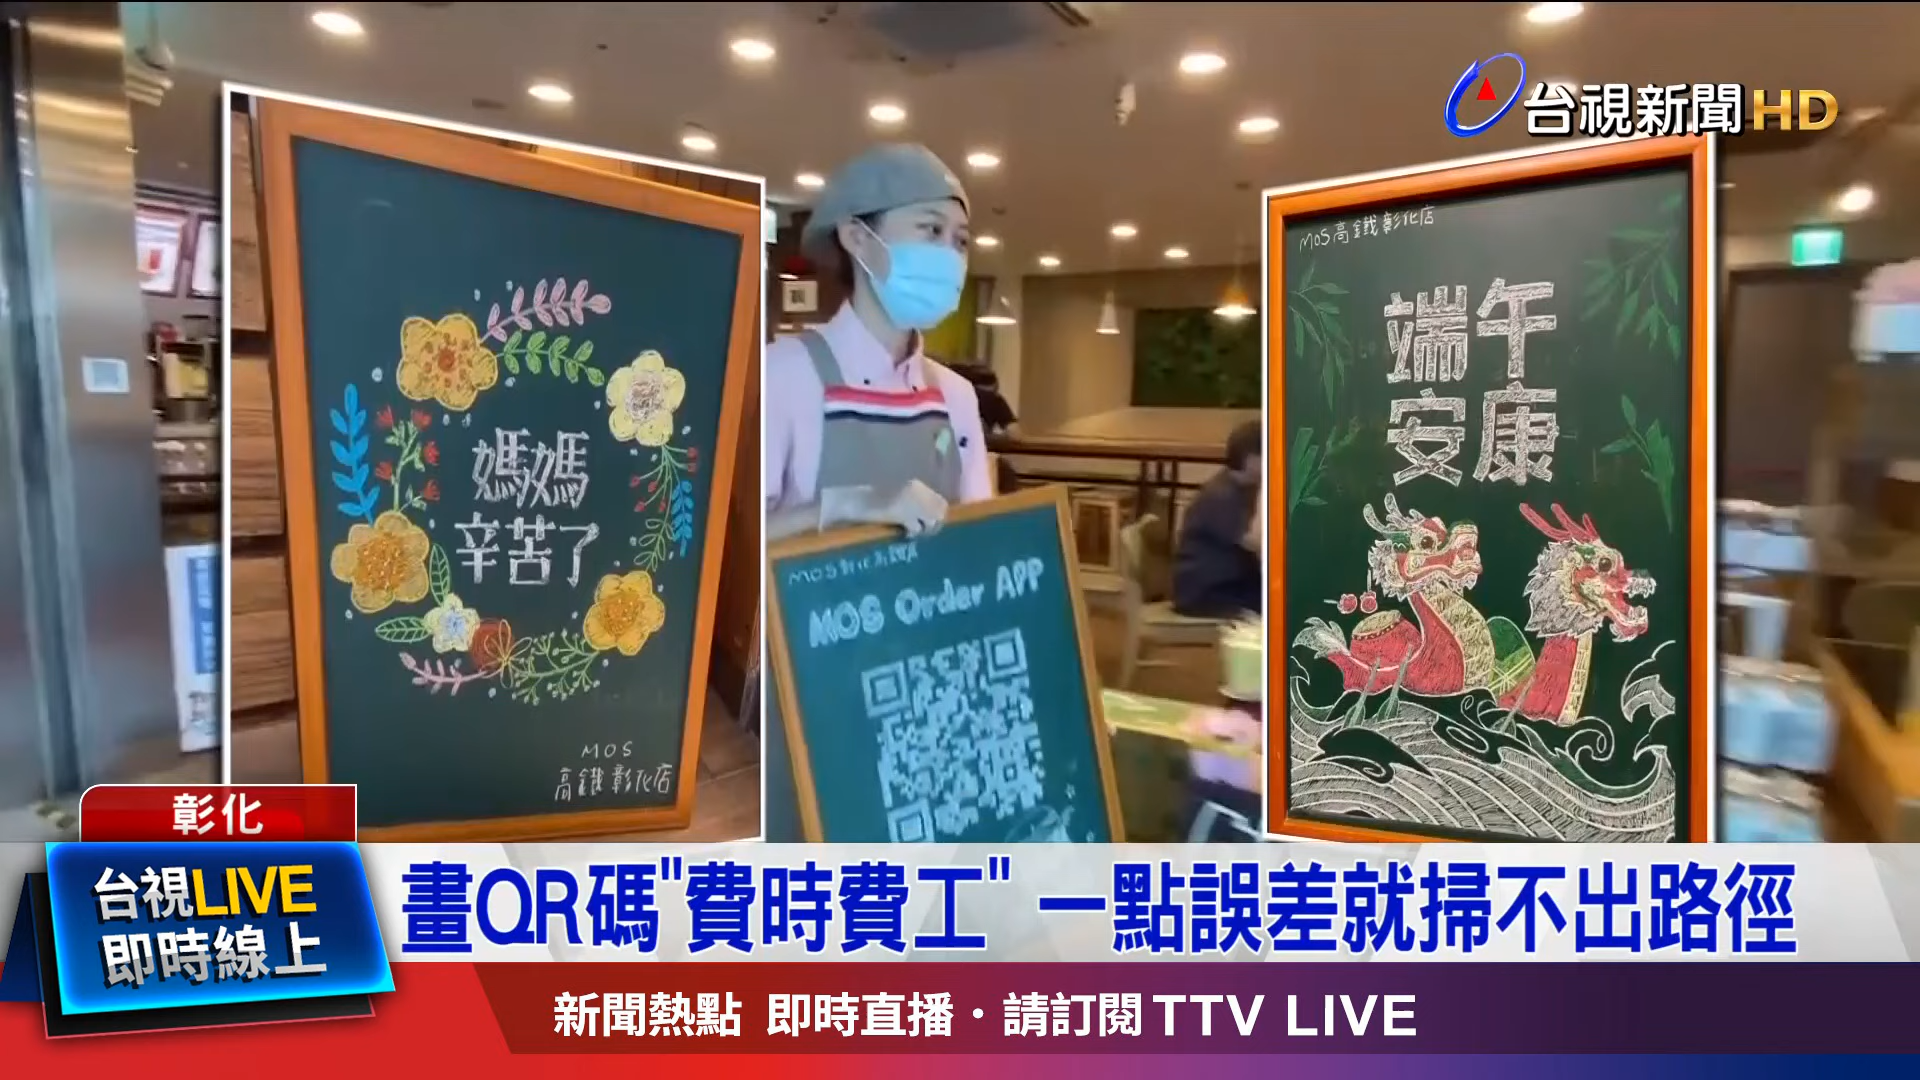 台視新聞HD
媽媽
辛苦了
MOS
高鐵彰化店
MOS Order APP
MOS高鐵彰化店
端午
安康
彰化
台視LIVE
即時線上
畫QR碼"費時費工" 一點誤差就掃不出路徑
新聞熱點 即時直播·請訂閱TTV LIVE